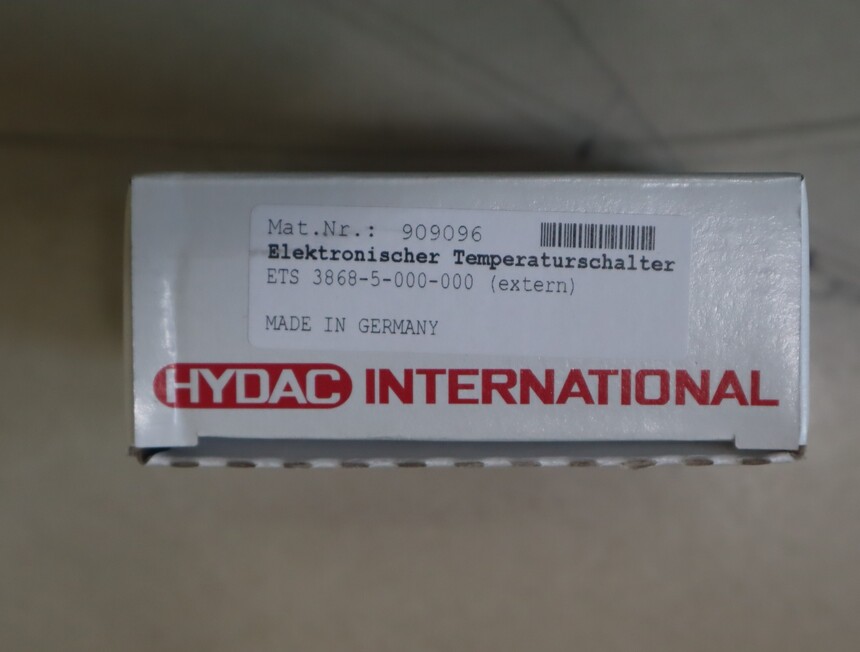 Mat.Nr.: 909096
Elektronischer Temperaturschalter
ETS 3868-5-000-000 (extern)
MADE IN GERMANY
HYDAC INTERNATIONAL